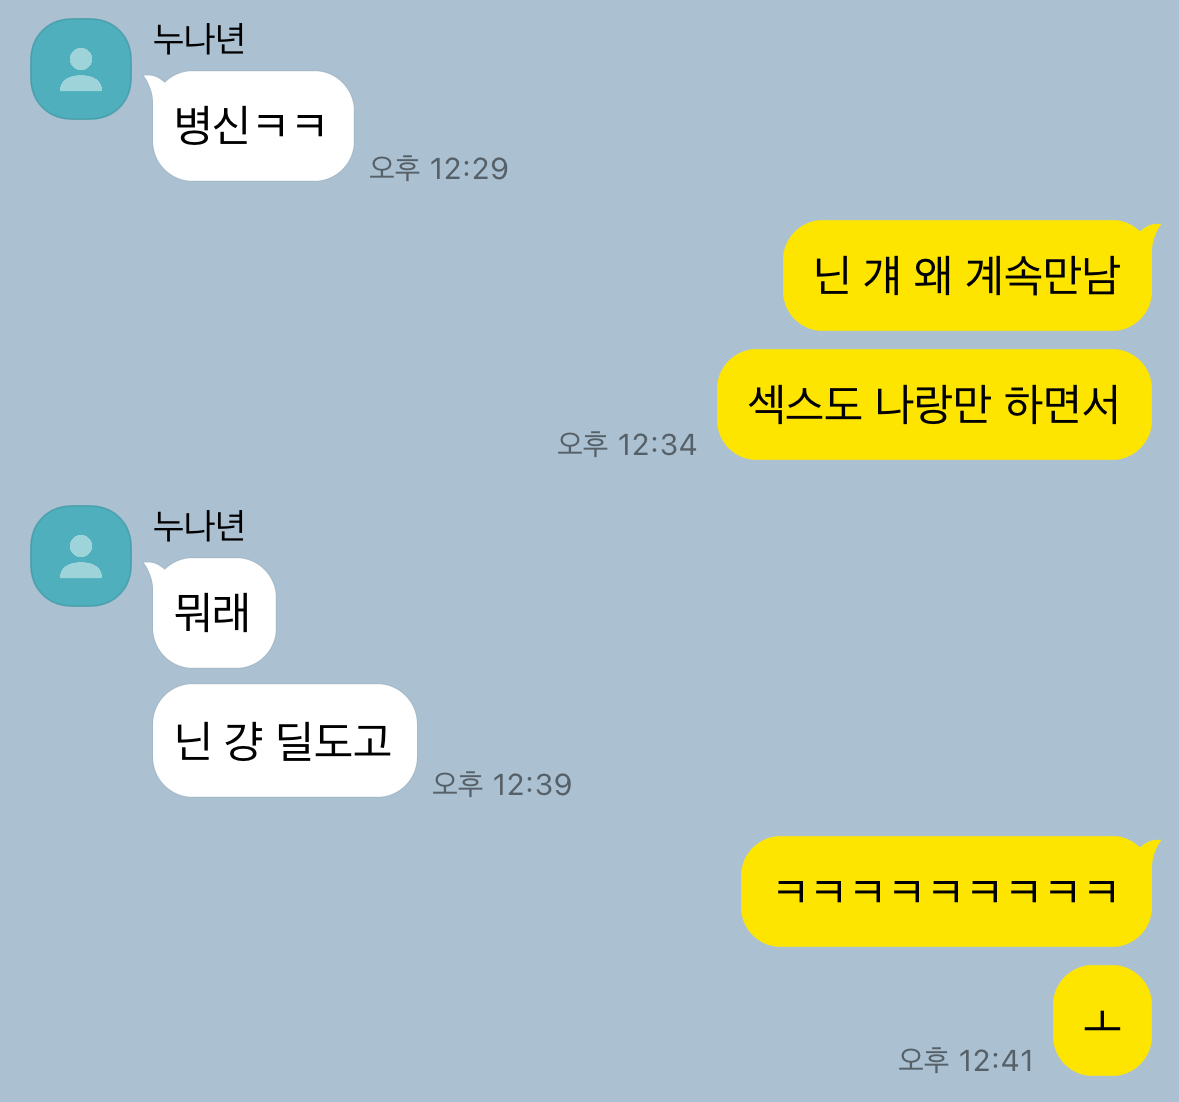 누나년
병신ㅋㅋ
오후 12:29
닌 걔 왜 계속만남
섹스도 나랑만 하면서
오후 12:34
누나년
뭐래
닌 걍 딜도고
오후 12:39
ㅋㅋㅋㅋㅋㅋㅋㅋㅋ
ㅗ
오후 12:41